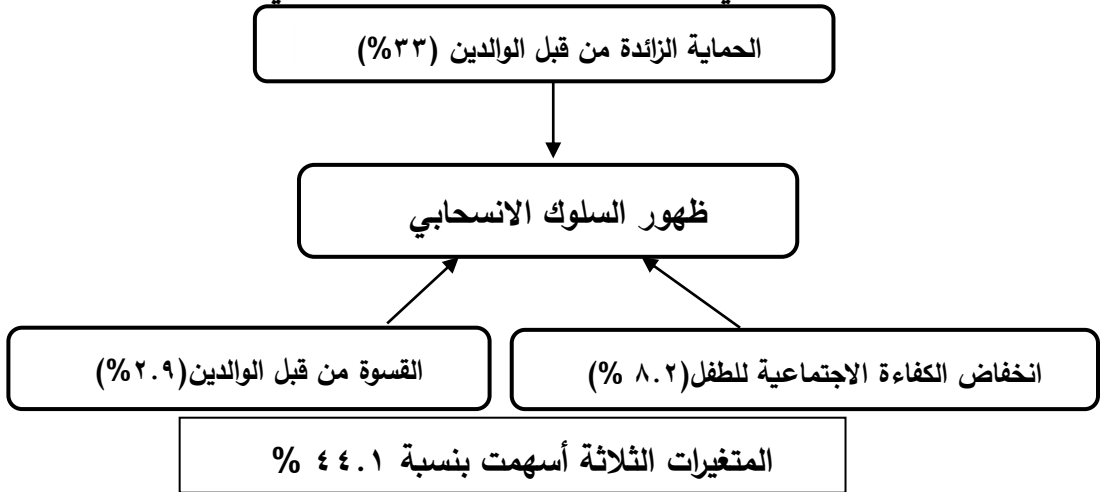 الحماية الزائدة من قبل الوالدين (٣٣%)
ظهور السلوك الانسحابي
انخفاض الكفاءة الاجتماعية للطفل(٨.٢ %)
القسوة من قبل الوالدين(٢.٩%)
المتغيرات الثلاثة أسهمت بنسبة ٤٤.١ %